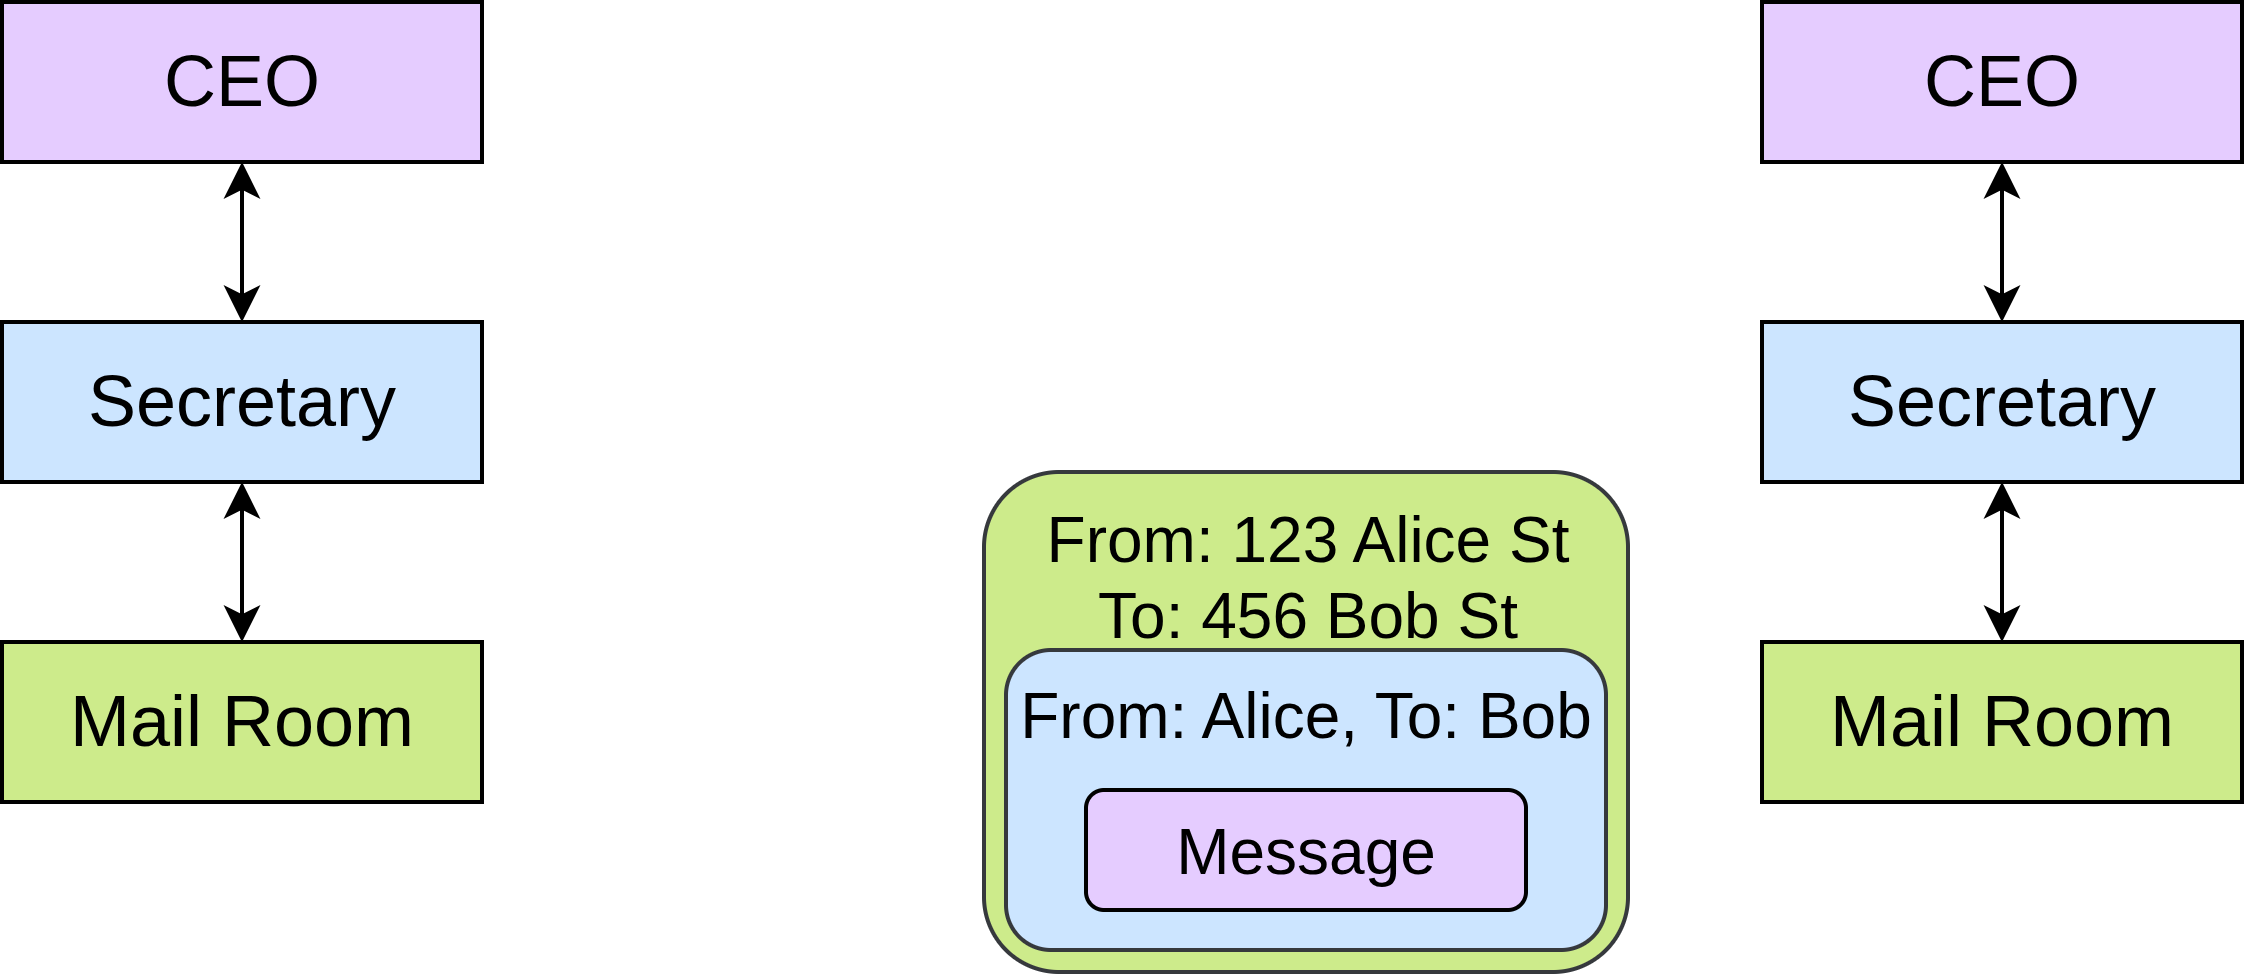 CEO
CEO
Secretary
Secretary
From: 123 Alice St
To: 456 Bob St
From: Alice, To: Bob
Mail Room
Mail Room
Message